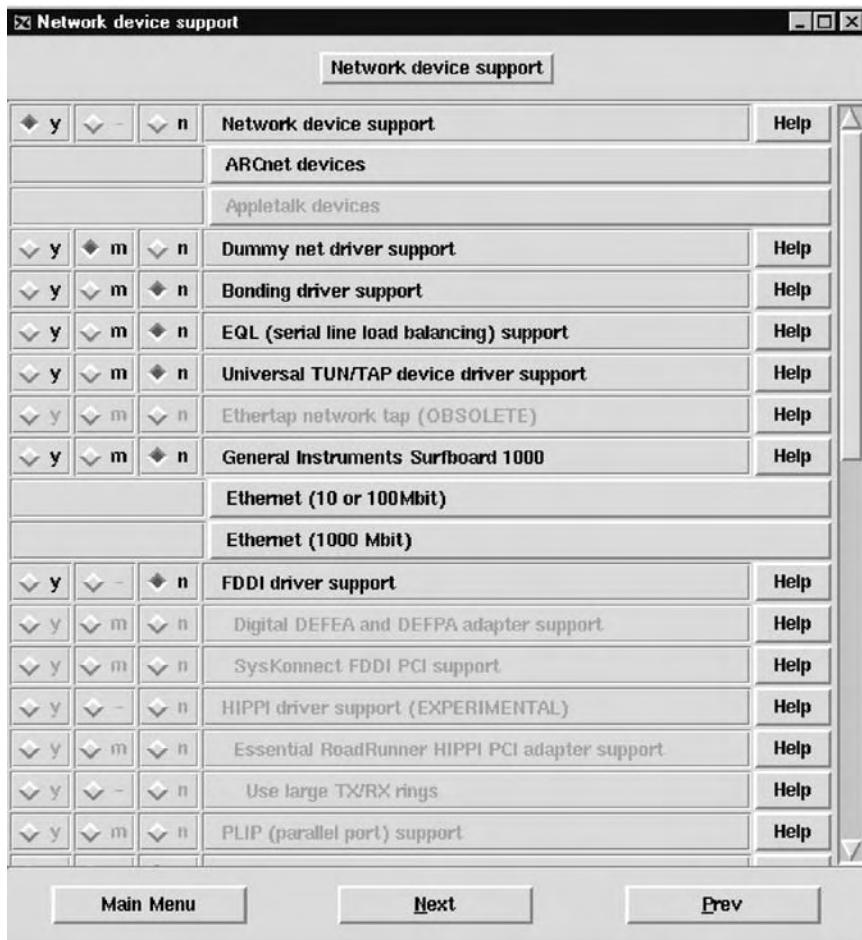 Network device support
Network device support
y - n Network device support Help
ARCnet devices
Appletalk devices
y m n Dummy net driver support Help
y m n Bonding driver support Help
y m n EQL (serial line load balancing) support Help
y m n Universal TUN/TAP device driver support Help
y m n Ethertap network tap (OBSOLETE) Help
y m n General Instruments Surfboard 1000 Help
Ethernet (10 or 100Mbit)
Ethernet (1000 Mbit)
y - n FDDI driver support Help
y m n Digital DEFEA and DEFPA adapter support Help
y m n SysKonnect FDDI PCI support Help
y - n HIPPI driver support (EXPERIMENTAL) Help
y m n Essential RoadRunner HIPPI PCI adapter support Help
y - n Use large TX/RX rings Help
y m n PLIP (parallel port) support Help
Main Menu Next Prev